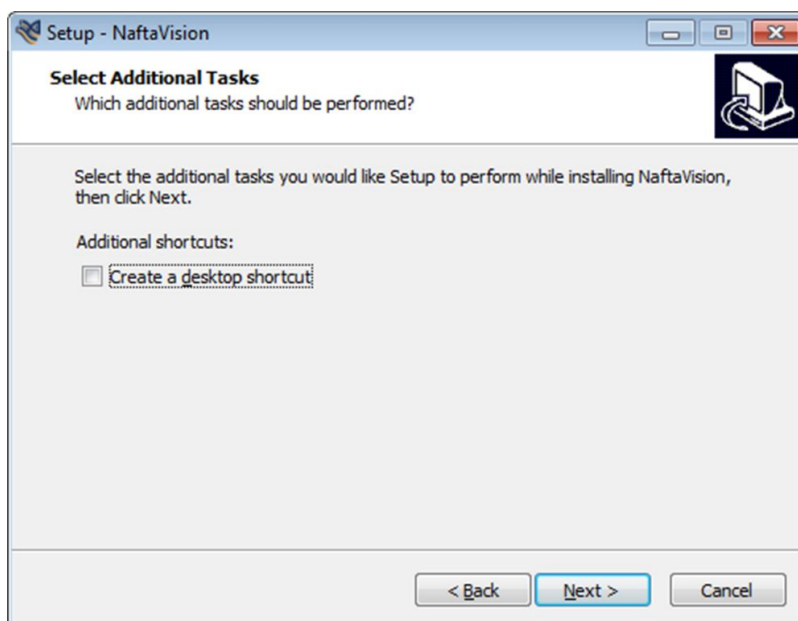 Setup - NaftaVision
Select Additional Tasks
Which additional tasks should be performed?
Select the additional tasks you would like Setup to perform while installing NaftaVision,
then click Next.
Additional shortcuts:
Create a desktop shortcut
< Back
Next >
Cancel